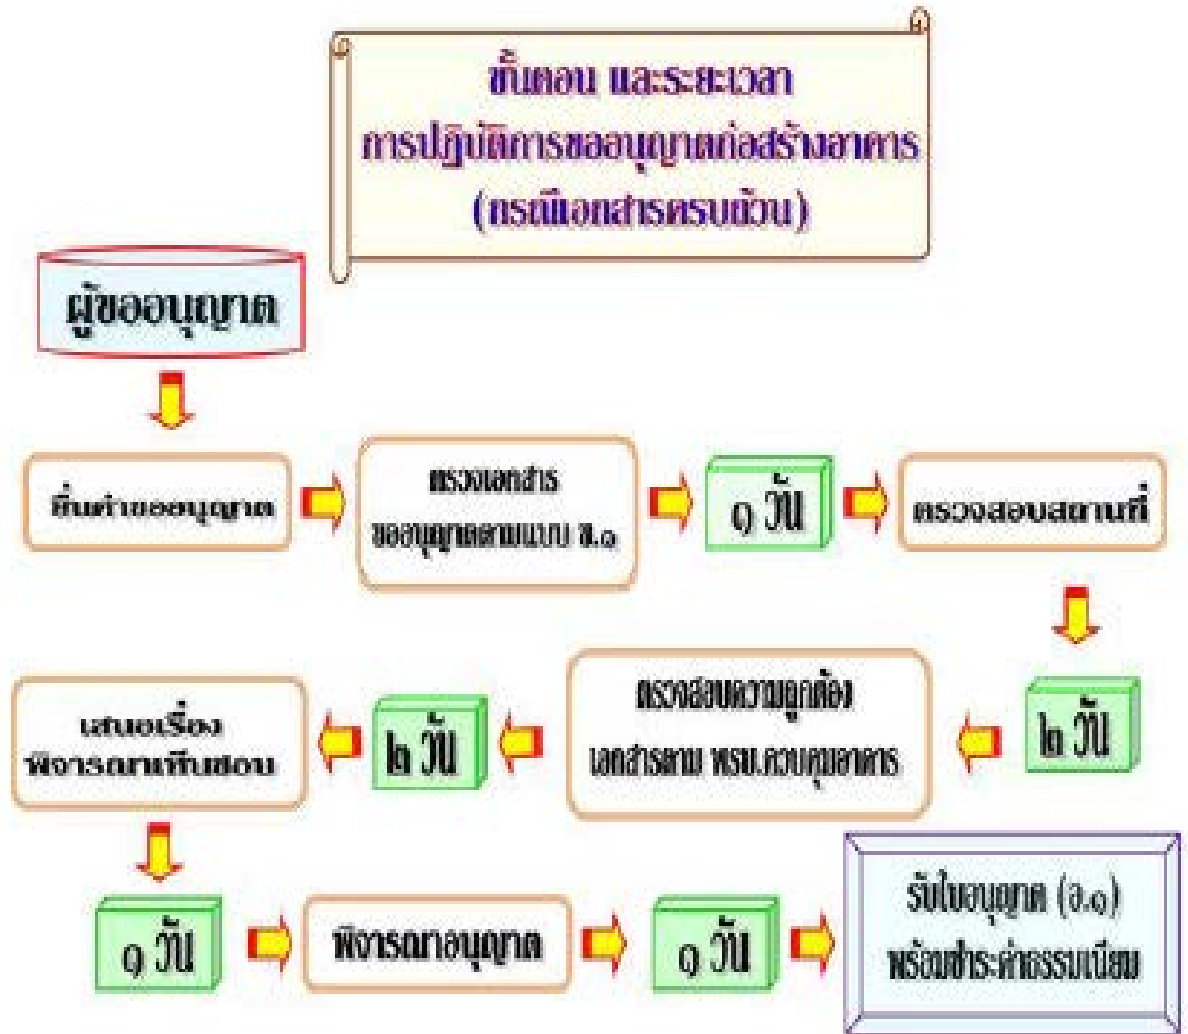 ขั้นตอน และระยะเวลา
การปฏิบัติการขออนุญาตก่อสร้างอาคาร
(กรณีเอกสารครบถ้วน)
ผู้ขออนุญาต
ยื่นคำขออนุญาต
ตรวจเอกสาร
ขออนุญาตตามแบบ ข.๑
๑ วัน
ตรวจสอบสถานที่
๒ วัน
ตรวจสอบความถูกต้อง
เอกสารตาม พรบ.ควบคุมอาคาร
๒ วัน
เสนอเรื่อง
พิจารณาเห็นชอบ
๑ วัน
พิจารณาอนุญาต
๑ วัน
รับใบอนุญาต (อ.๑)
พร้อมชำระค่าธรรมเนียม